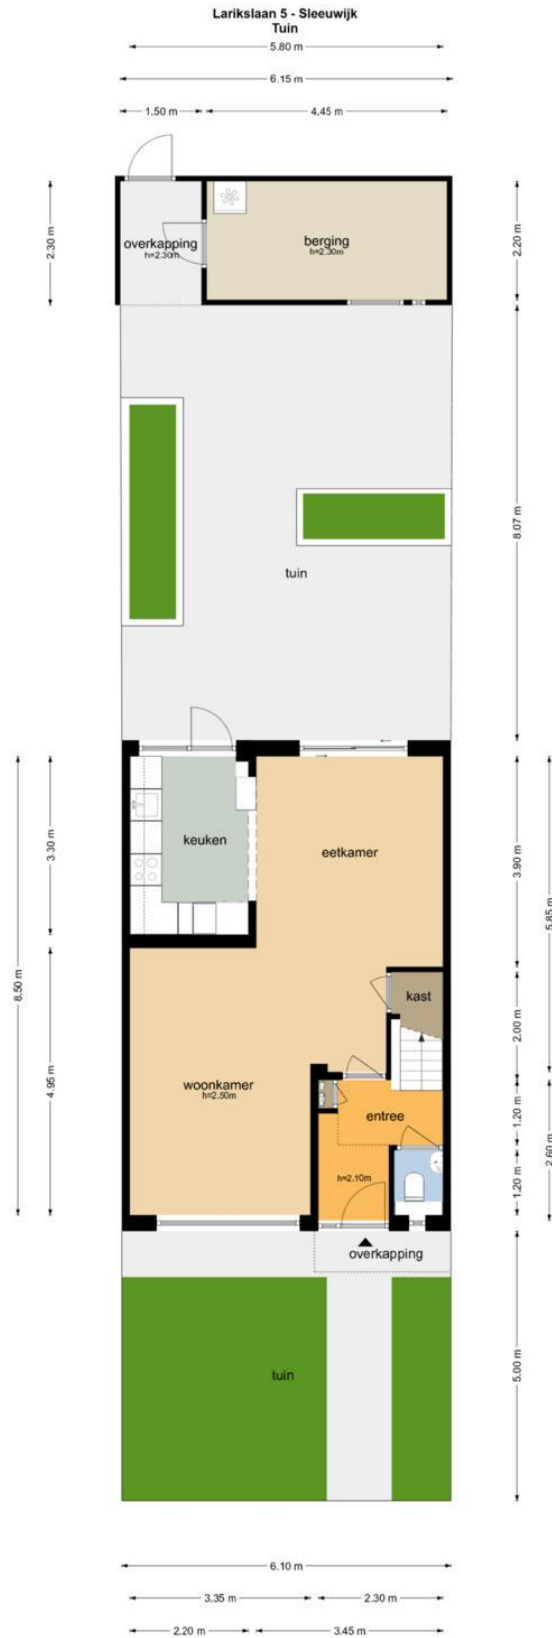 Larikslaan 5 - Sleeuwijk
Tuin
5.80 m
6.15 m
1.50 m
4.45 m
2.30 m
overkapping
h=2.30m
berging
h=2.30m
2.20 m
8.07 m
tuin
8.50 m
3.30 m
keuken
eetkamer
3.90 m
5.85 m
kast
2.00 m
4.95 m
woonkamer
h=2.50m
entree
1.20 m
2.60 m
h=2.10m
1.20 m
overkapping
tuin
5.00 m
6.10 m
3.35 m
2.30 m
2.20 m
3.45 m